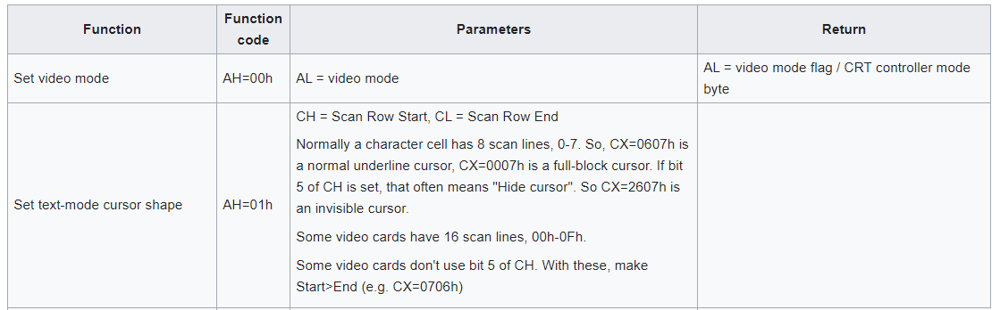 Function
Function
code
Parameters
Return
Set video mode
AH=00h
AL = video mode
AL = video mode flag / CRT controller mode
byte
Set text-mode cursor shape
AH=01h
CH = Scan Row Start, CL = Scan Row End
Normally a character cell has 8 scan lines, 0-7. So, CX=0607h is
a normal underline cursor, CX=0007h is a full-block cursor. If bit
5 of CH is set, that often means "Hide cursor". So CX=2607h is
an invisible cursor.
Some video cards have 16 scan lines, 00h-0Fh.
Some video cards don't use bit 5 of CH. With these, make
Start>End (e.g. CX=0706h)